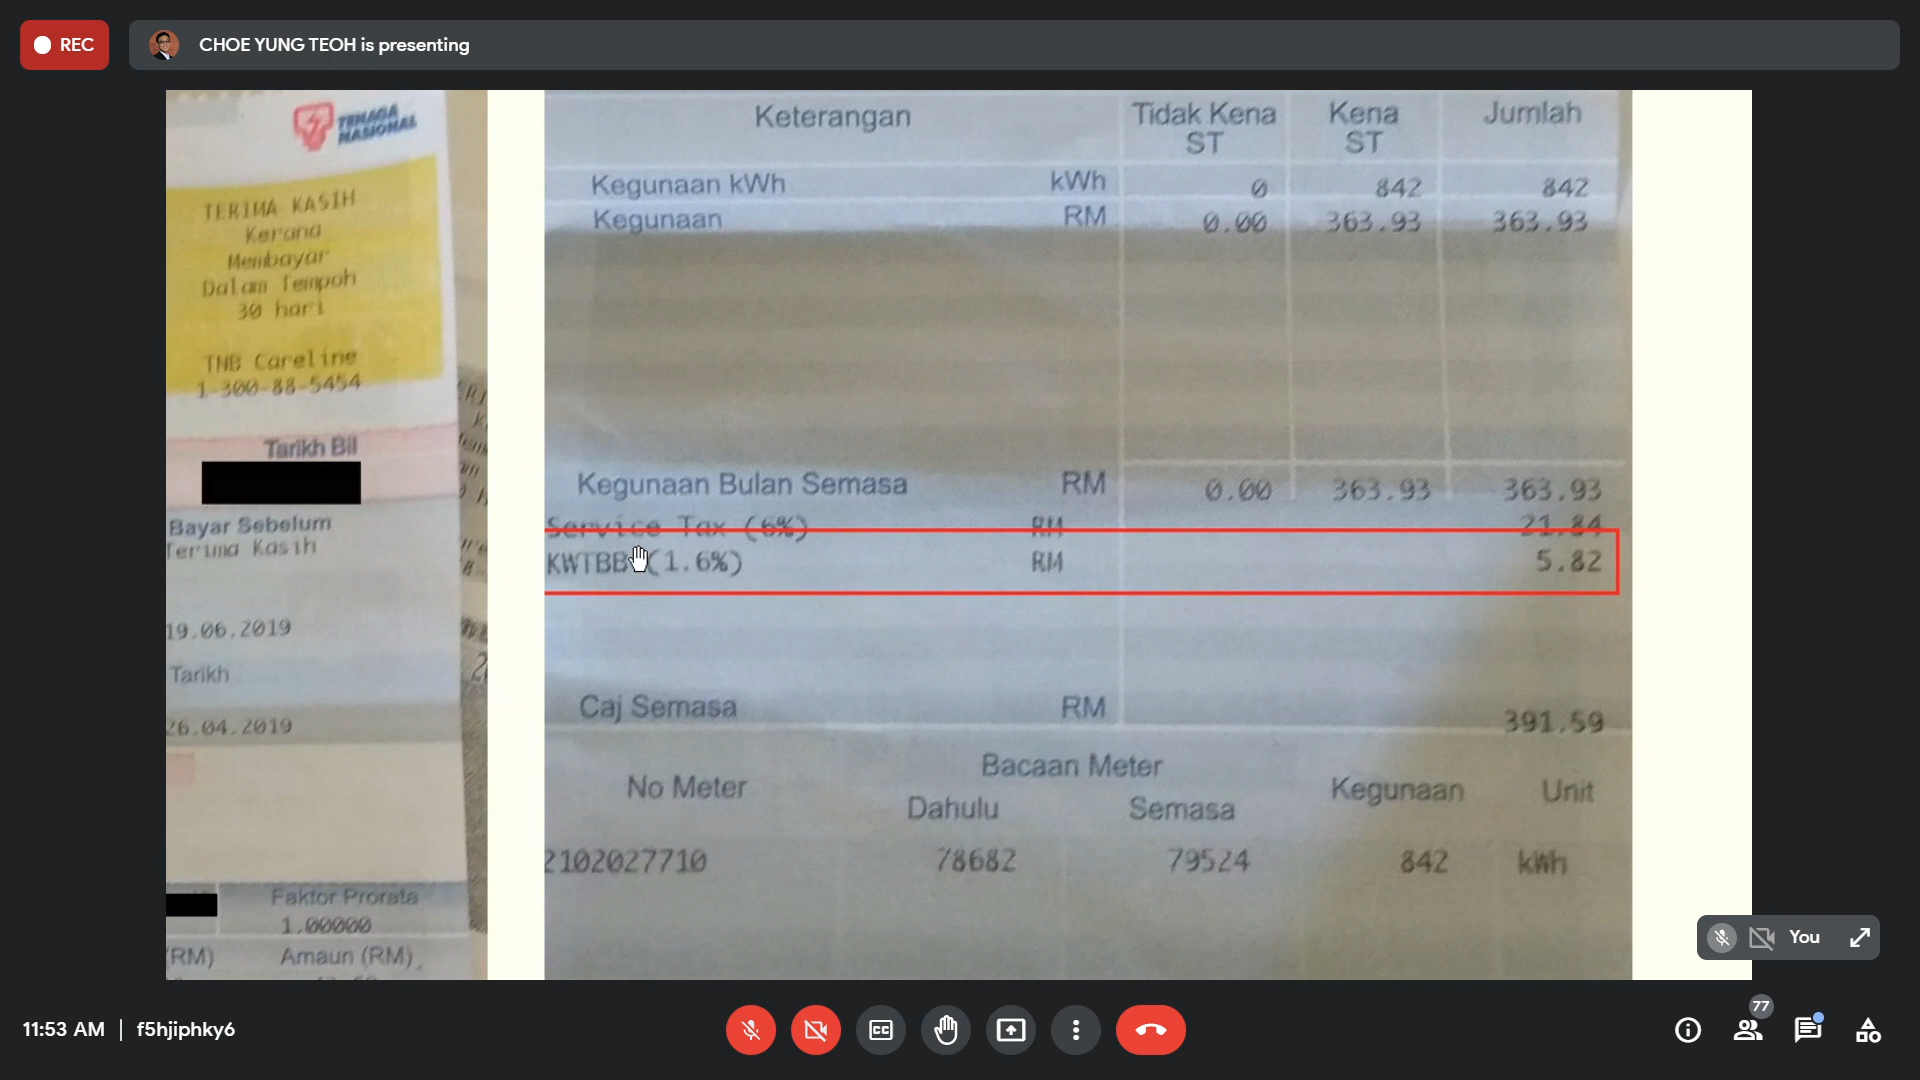 REC
CHOE YUNG TEOH is presenting
TENAGA
NASIONAL
TERIMA KASIH
Kerana
Membayar
Dalam Tempoh
30 hari
TNB Careline
1-300-88-5454
Tarikh Bil
Bayar Sebelum
Terima Kasih
19.06.2019
Tarikh
26.04.2019
Faktor Prorata
1.00000
(RM) Amaun (RM)
Keterangan Tidak Kena ST Kena ST Jumlah
Kegunaan kWh kWh 0 842 842
Kegunaan RM 0.00 363.93 363.93
Kegunaan Bulan Semasa RM 0.00 363.93 363.93
Service Tax (6%) RM 21.84
KWTBB (1.6%) RM 5.82
Caj Semasa RM 391.59
No Meter Bacaan Meter Kegunaan Unit
Dahulu Semasa
2102027710 78682 79524 842 kWh
You
77
11:53 AM | f5hjiphky6